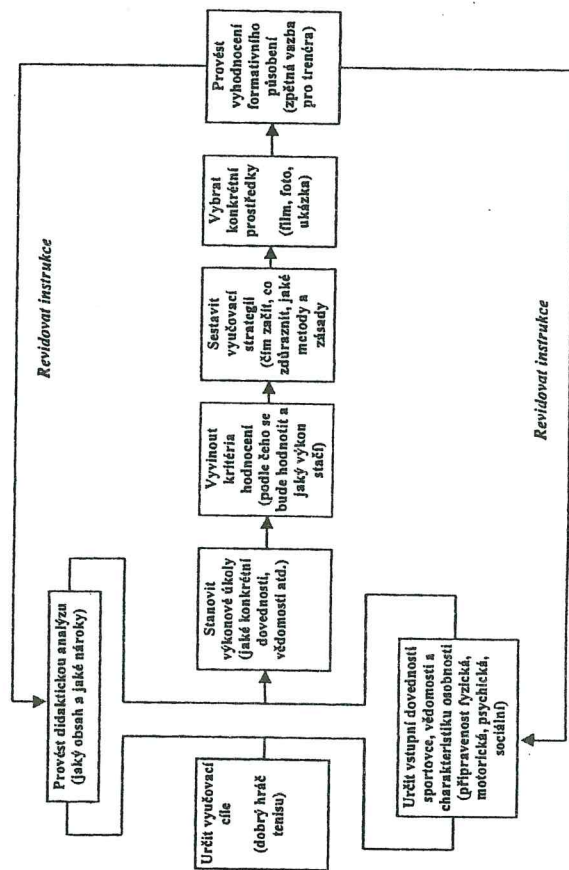 Revidovat instrukce
Provést didaktickou analýzu
(jaký obsah a jaké nároky)
Určit vyučovací
cíle
(dobrý hráč
tenisu)
Určit vstupní dovednosti
sportovce, vědomosti a
charakteristiku osobnosti
(připravenost fyzická,
motorická, psychická,
sociální)
Stanovit
výkonové úkoly
(jaké konkrétní
dovednosti,
vědomosti atd.)
Vyvinout
kritéria
hodnocení
(podle čeho se
bude hodnotit a
jaký výkon
stačí)
Sestavit
vyučovací
strategii
(čím začít, co
zdůraznit, jaké
metody a
zásady
Vybrat
konkrétní
prostředky
(film, foto,
ukázka)
Provést
vyhodnocení
formativního
působení
(zpětná vazba
pro trenéra)
Revidovat instrukce